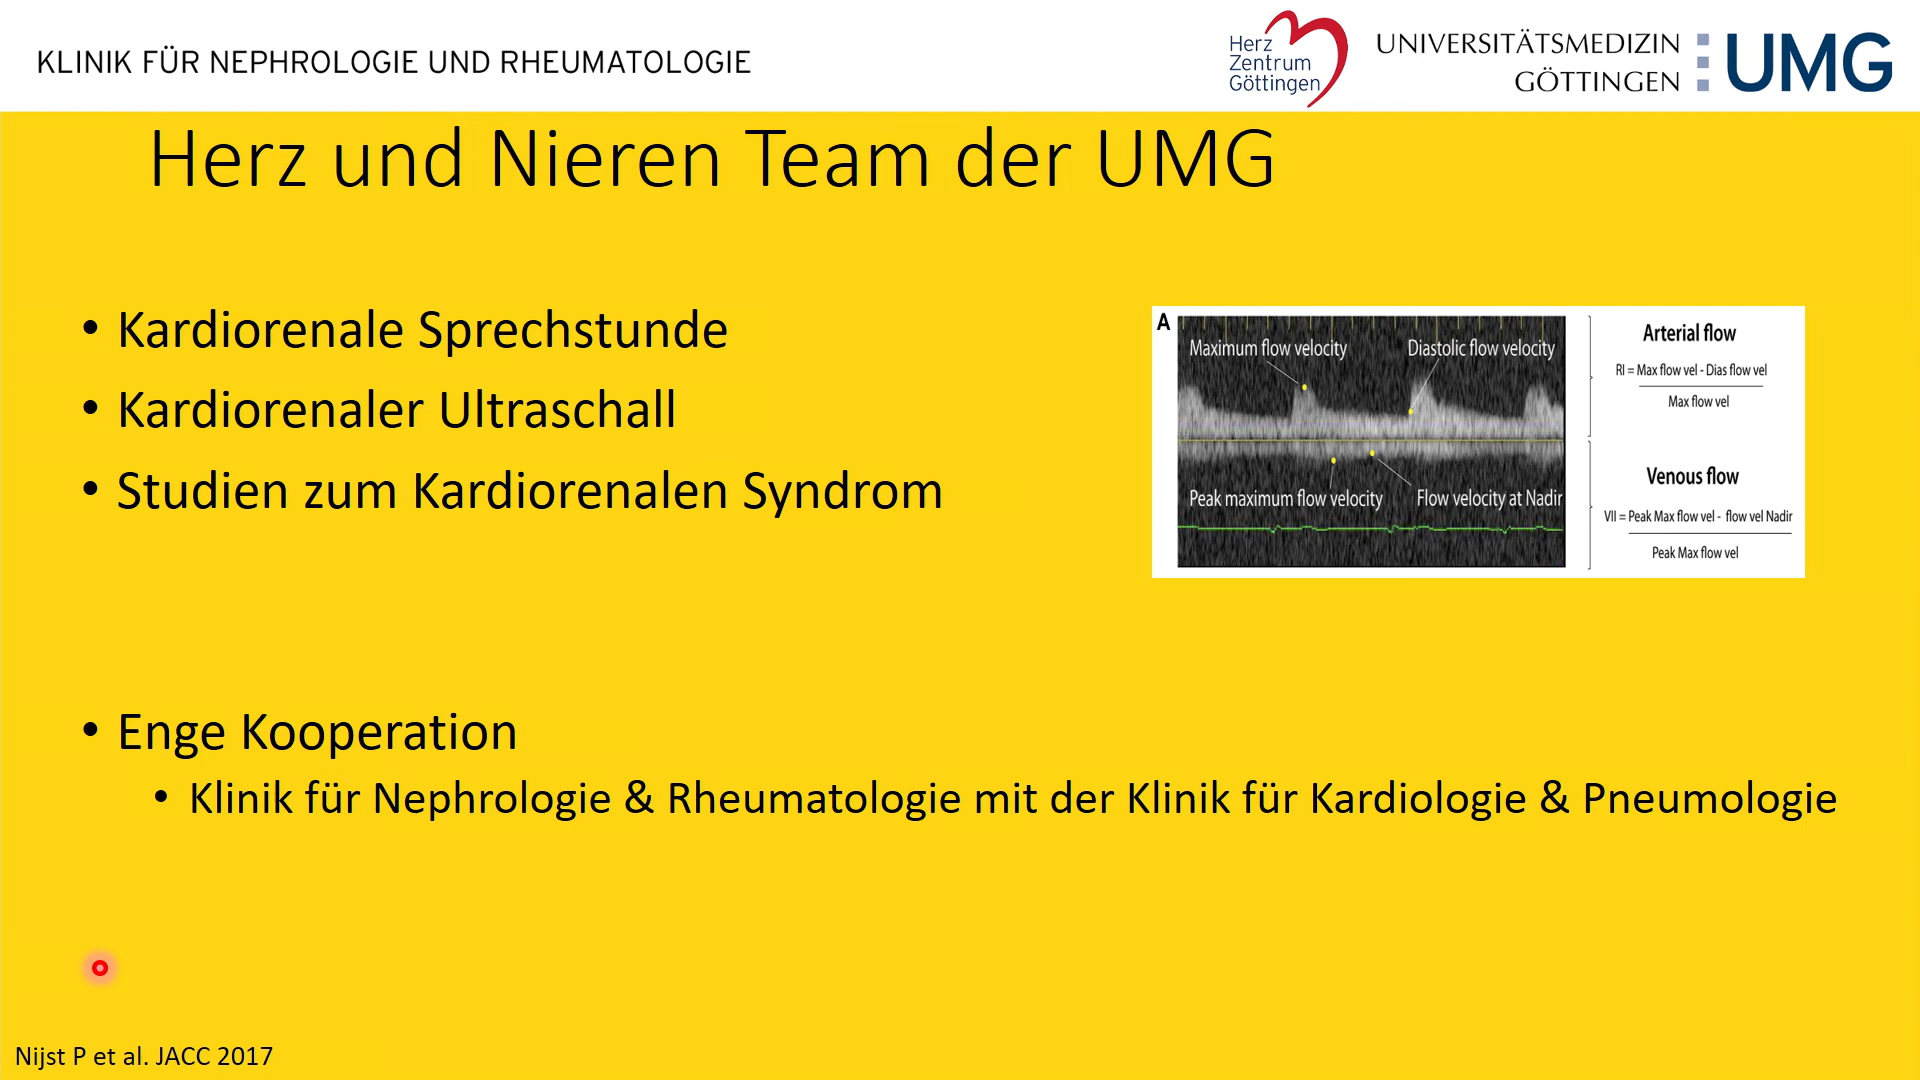 KLINIK FÜR NEPHROLOGIE UND RHEUMATOLOGIE
Herz
Zentrum
Göttingen
UNIVERSITÄTSMEDIZIN
GÖTTINGEN
UMG
Herz und Nieren Team der UMG
• Kardiorenale Sprechstunde
• Kardiorenaler Ultraschall
• Studien zum Kardiorenalen Syndrom
A
Maximum flow velocity
Diastolic flow velocity
Peak maximum flow velocity
Flow velocity at Nadir
Arterial flow
RI = Max flow vel - Dias flow vel
Max flow vel
Venous flow
VII = Peak Max flow vel - flow vel Nadir
Peak Max flow vel
• Enge Kooperation
• Klinik für Nephrologie & Rheumatologie mit der Klinik für Kardiologie & Pneumologie
Nijst P et al. JACC 2017